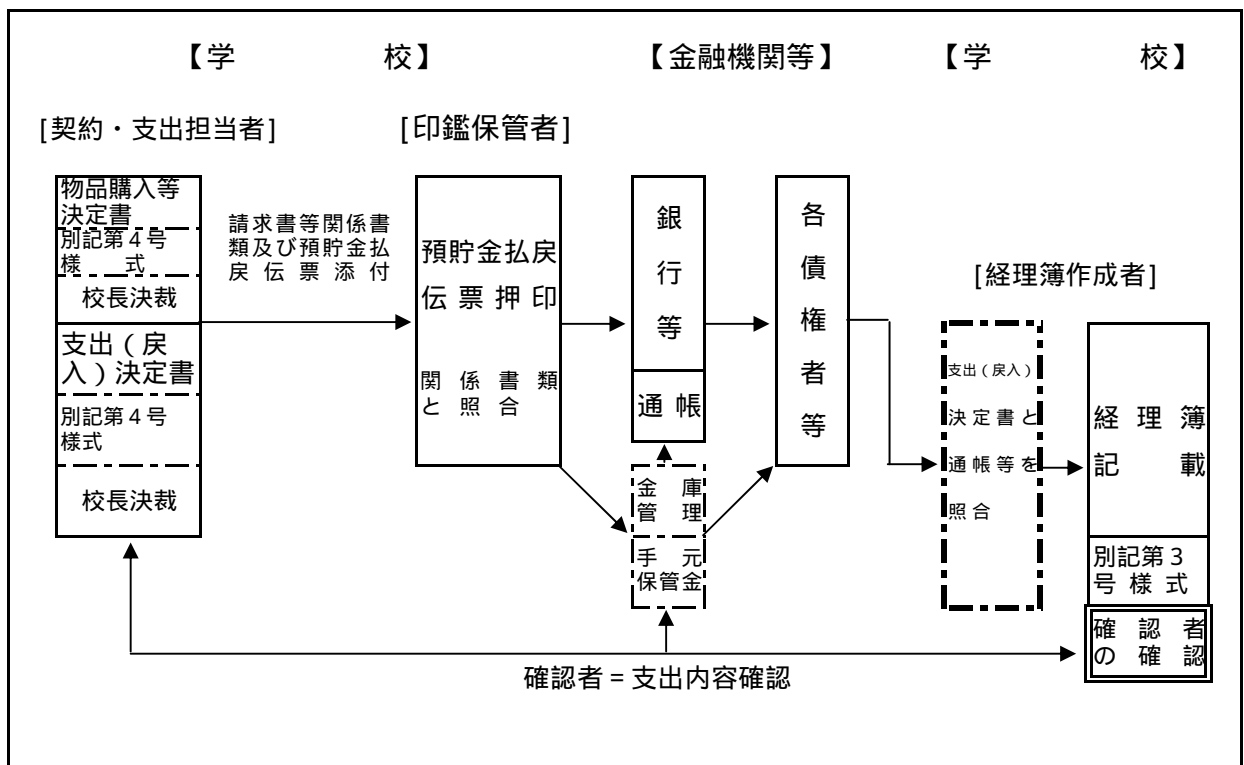 【学　　　校】
【金融機関等】
【学　　　校】
[契約・支出担当者]
[印鑑保管者]
物品購入等
決定書
別記第４号
様　式
校長決裁
支出（戻
入）決定書
別記第４号
様式
校長決裁
請求書等関係書
類及び預貯金払
戻伝票添付
預貯金払戻
伝票押印
関係書類
と照合
銀
行
等
通帳
金庫
管理
手元
保管金
各
債
権
者
等
[経理簿作成者]
支出（戻入）
決定書と
通帳等を
照合
経理簿
記載
別記第３
号様式
確認者
の確認
確認者＝支出内容確認